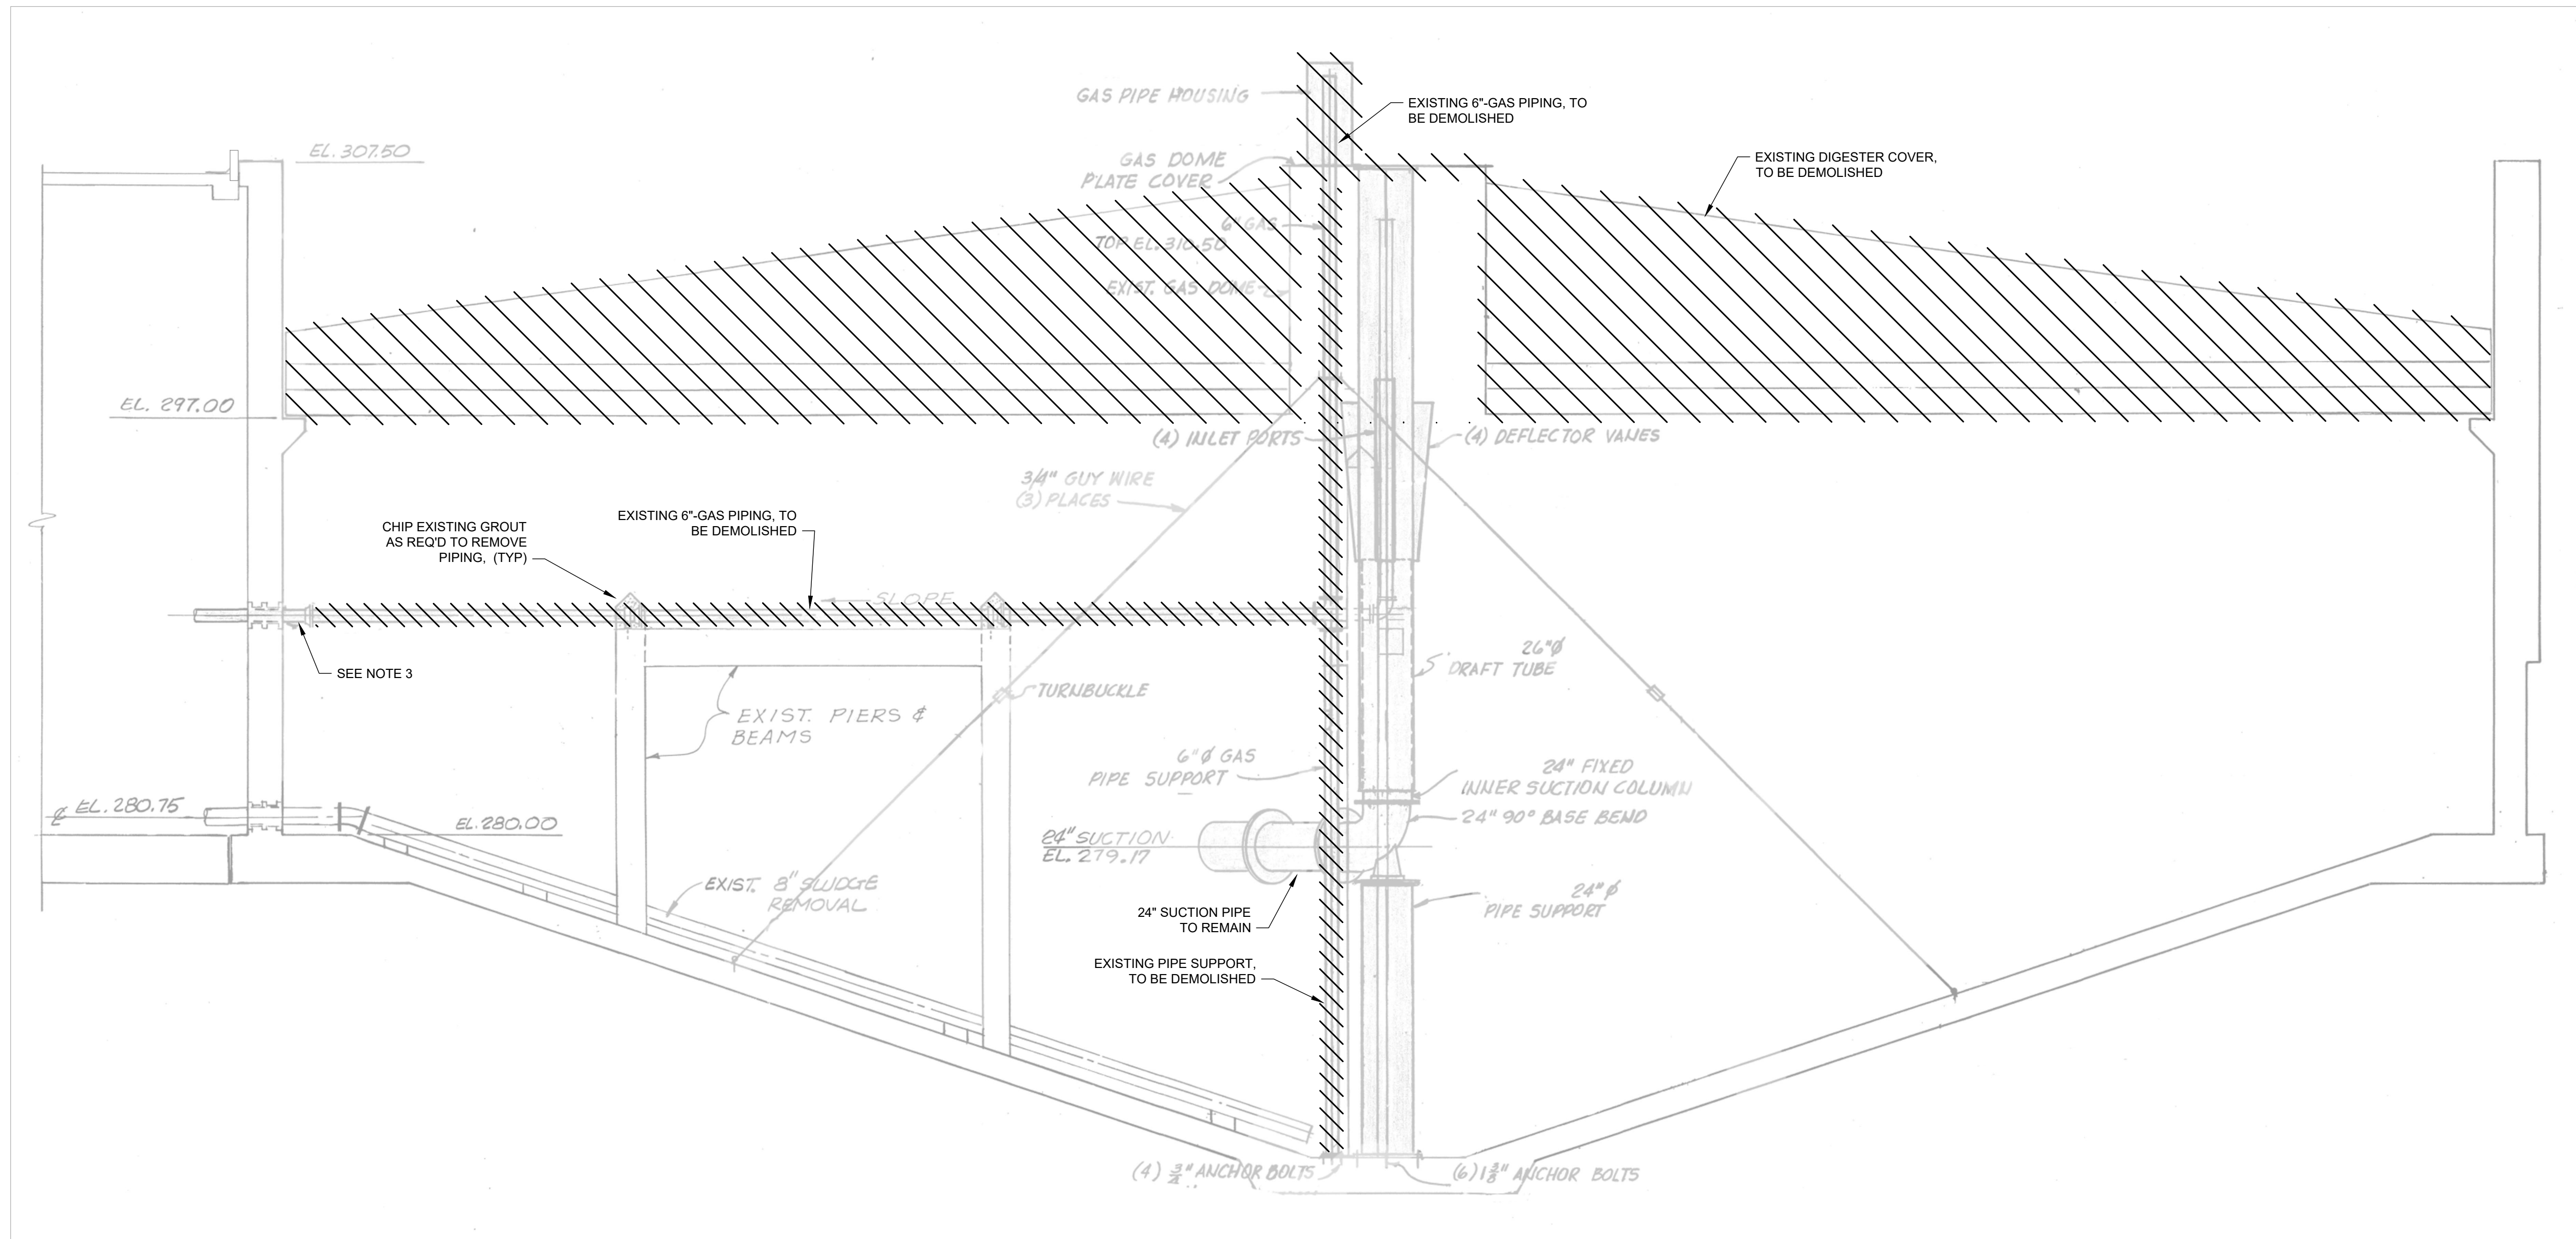 GAS PIPE HOUSING
EXISTING 6"-GAS PIPING, TO
BE DEMOLISHED
EL. 307.50
GAS DOME
PLATE COVER
EXISTING DIGESTER COVER,
TO BE DEMOLISHED
6" GAS
TOP EL. 310.50
EXIST. GAS DOME
EL. 297.00
(4) INLET PORTS
(4) DEFLECTOR VANES
3/4" GUY WIRE
(3) PLACES
CHIP EXISTING GROUT
AS REQ'D TO REMOVE
PIPING, (TYP)
EXISTING 6"-GAS PIPING, TO
BE DEMOLISHED
SLOPE
SEE NOTE 3
26"Ø
DRAFT TUBE
TURNBUCKLE
EXIST. PIERS &
BEAMS
6"Ø GAS
PIPE SUPPORT
24" FIXED
INNER SUCTION COLUMN
24" 90° BASE BEND
℄ EL. 280.75
EL. 280.00
24" SUCTION
EL. 279.17
EXIST. 8" SLUDGE
REMOVAL
24"Ø
PIPE SUPPORT
24" SUCTION PIPE
TO REMAIN
EXISTING PIPE SUPPORT,
TO BE DEMOLISHED
(4) 3/4" ANCHOR BOLTS
(6) 1 3/8" ANCHOR BOLTS